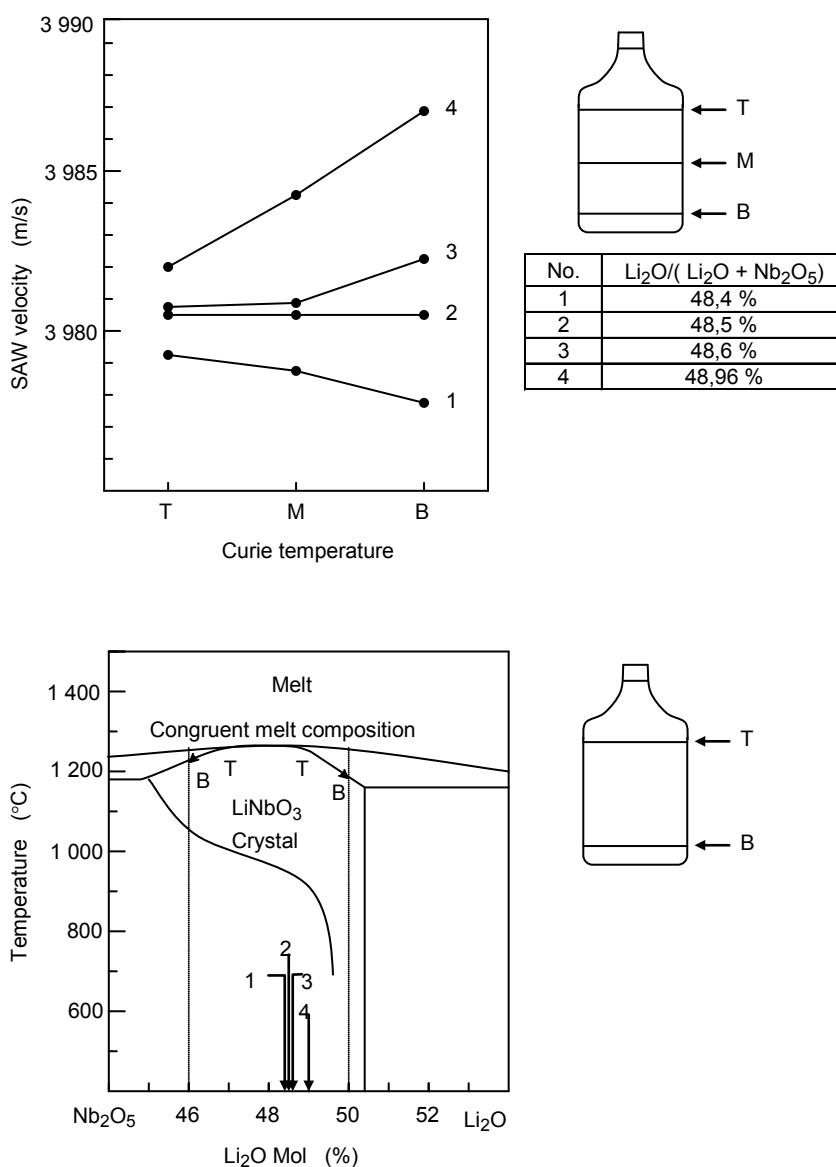 3 990
3 985
3 980
SAW velocity (m/s)
4
3
2
1
T
M
B
Curie temperature
T
M
B
No. Li₂O/( Li₂O + Nb₂O₅)
1 48,4 %
2 48,5 %
3 48,6 %
4 48,96 %
1 400
1 200
1 000
800
600
Temperature (°C)
Melt
Congruent melt composition
B T T B
LiNbO₃
Crystal
2
1 3
4
Nb₂O₅ 46 48 50 52 Li₂O
Li₂O Mol (%)
T
B